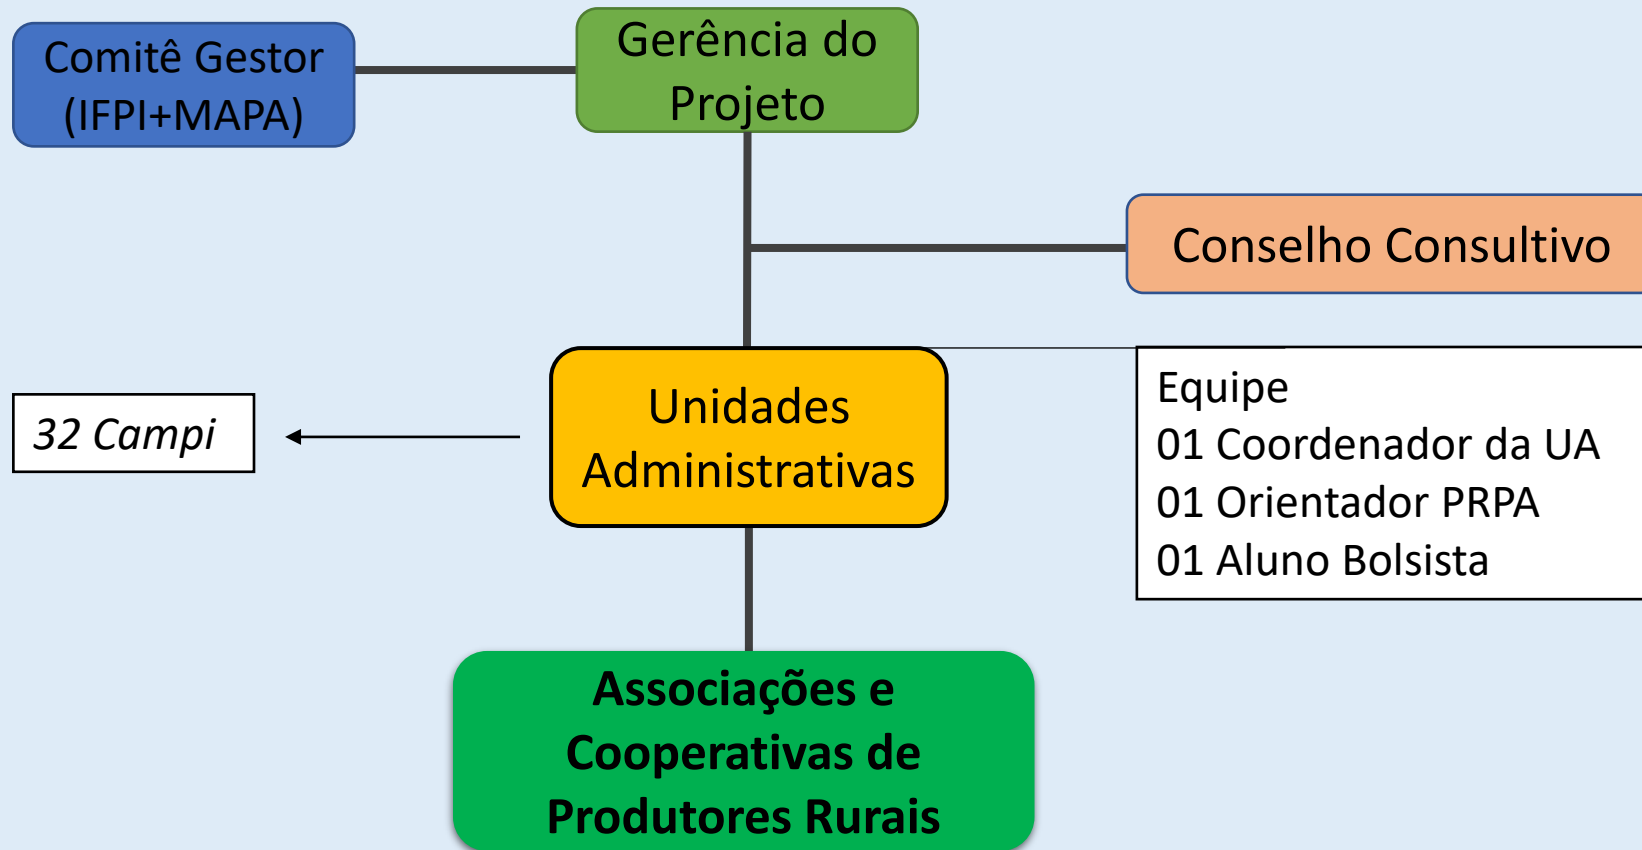 Comitê Gestor
(IFPI+MAPA)
Gerência do
Projeto
Conselho Consultivo
Unidades
Administrativas
32 Campi
Equipe
01 Coordenador da UA
01 Orientador PRPA
01 Aluno Bolsista
Associações e
Cooperativas de
Produtores Rurais